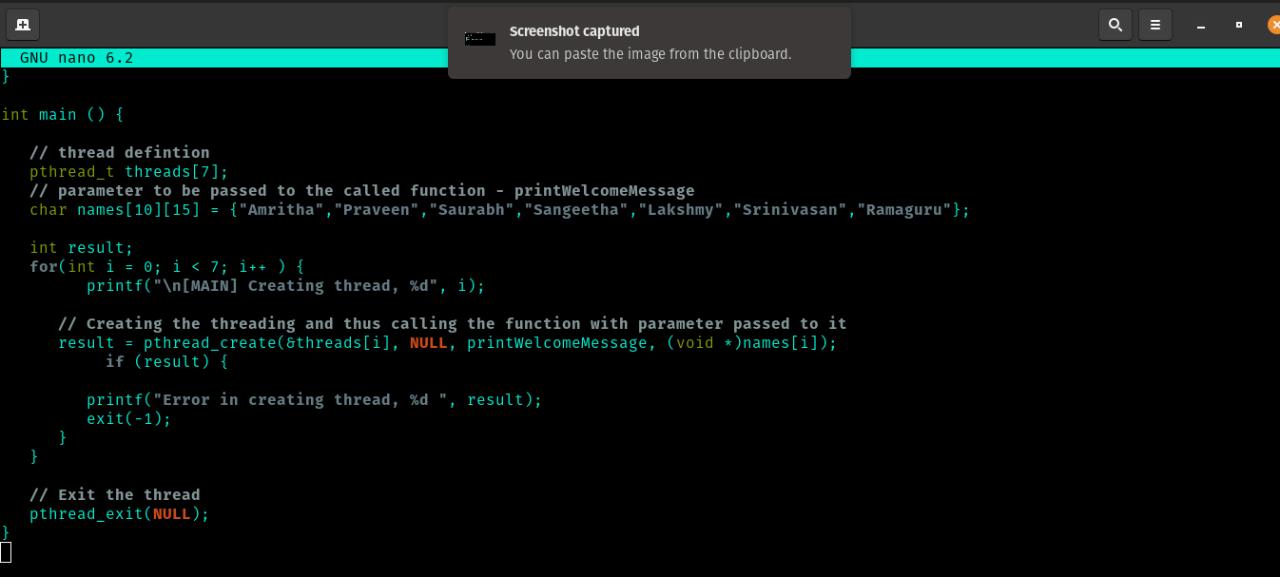 Screenshot captured
You can paste the image from the clipboard.
GNU nano 6.2
}
int main () {
// thread defintion
pthread_t threads[7];
// parameter to be passed to the called function - printWelcomeMessage
char names[10][15] = {"Amritha","Praveen","Saurabh","Sangeetha","Lakshmy","Srinivasan","Ramaguru"};
int result;
for(int i = 0; i < 7; i++ ) {
printf("\n[MAIN] Creating thread, %d", i);
// Creating the threading and thus calling the function with parameter passed to it
result = pthread_create(&threads[i], NULL, printWelcomeMessage, (void *)names[i]);
if (result) {
printf("Error in creating thread, %d ", result);
exit(-1);
}
}
// Exit the thread
pthread_exit(NULL);
}